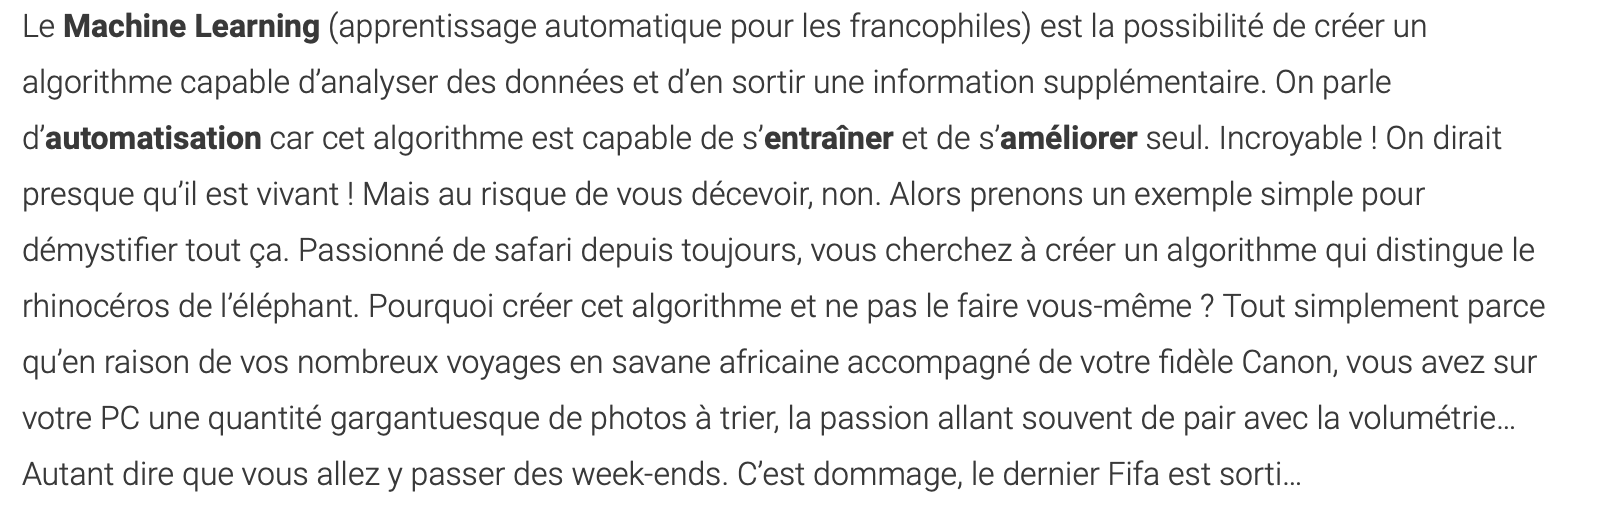 Le Machine Learning (apprentissage automatique pour les francophiles) est la possibilité de créer un
algorithme capable d’analyser des données et d’en sortir une information supplémentaire. On parle
d’automatisation car cet algorithme est capable de s’entraîner et de s’améliorer seul. Incroyable ! On dirait
presque qu’il est vivant ! Mais au risque de vous décevoir, non. Alors prenons un exemple simple pour
démystifier tout ça. Passionné de safari depuis toujours, vous cherchez à créer un algorithme qui distingue le
rhinocéros de l’éléphant. Pourquoi créer cet algorithme et ne pas le faire vous-même ? Tout simplement parce
qu’en raison de vos nombreux voyages en savane africaine accompagné de votre fidèle Canon, vous avez sur
votre PC une quantité gargantuesque de photos à trier, la passion allant souvent de pair avec la volumétrie…
Autant dire que vous allez y passer des week-ends. C’est dommage, le dernier Fifa est sorti…